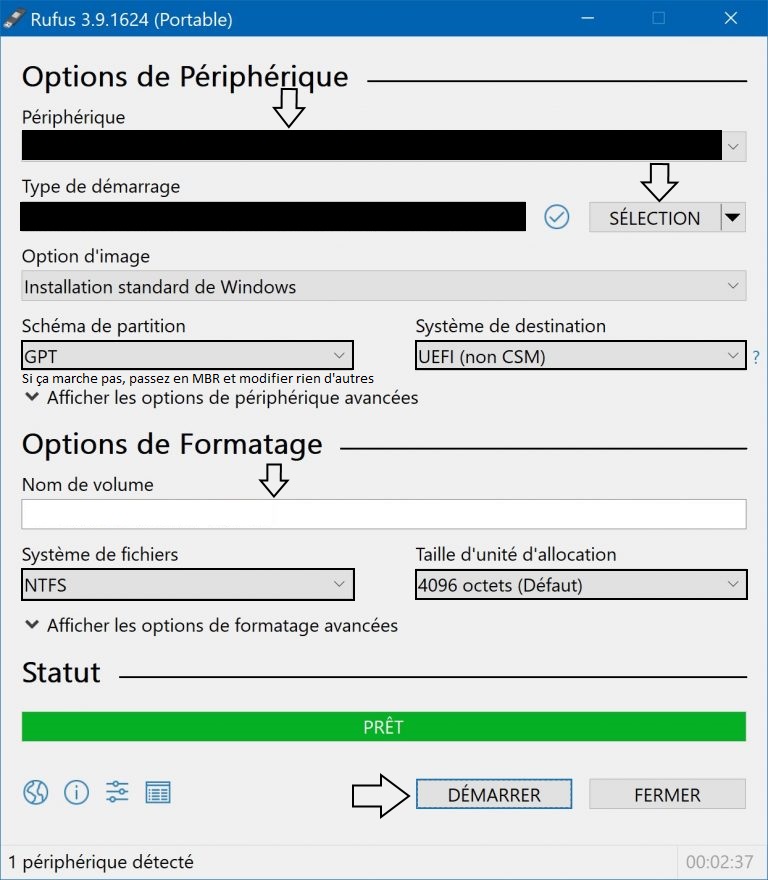 Rufus 3.9.1624 (Portable)
Options de Périphérique
Périphérique
Type de démarrage
SÉLECTION
Option d'image
Installation standard de Windows
Schéma de partition
Système de destination
GPT
UEFI (non CSM)
?
Si ça marche pas, passez en MBR et modifier rien d'autres
Afficher les options de périphérique avancées
Options de Formatage
Nom de volume
Système de fichiers
Taille d'unité d'allocation
NTFS
4096 octets (Défaut)
Afficher les options de formatage avancées
Statut
PRÊT
DÉMARRER
FERMER
1 périphérique détecté
00:02:37